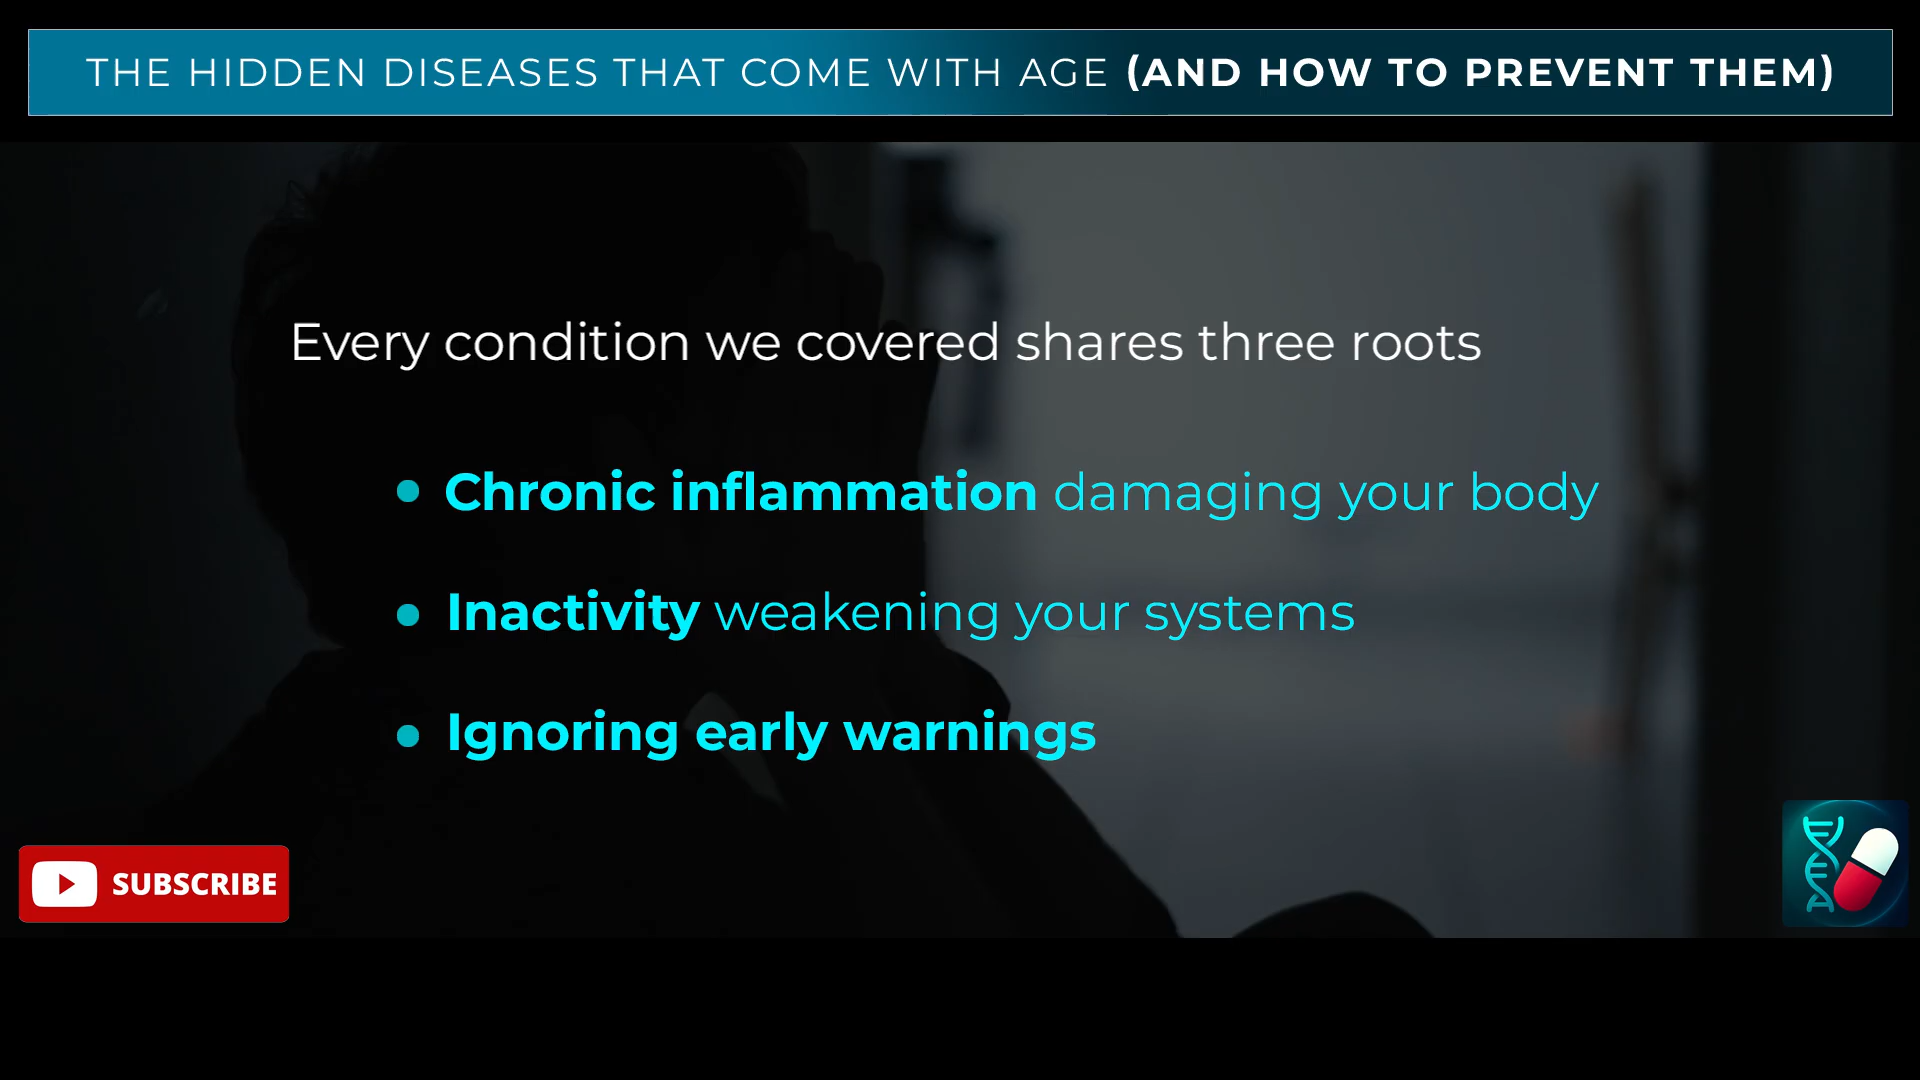 THE HIDDEN DISEASES THAT COME WITH AGE (AND HOW TO PREVENT THEM)
Every condition we covered shares three roots
Chronic inflammation damaging your body
Inactivity weakening your systems
Ignoring early warnings
SUBSCRIBE